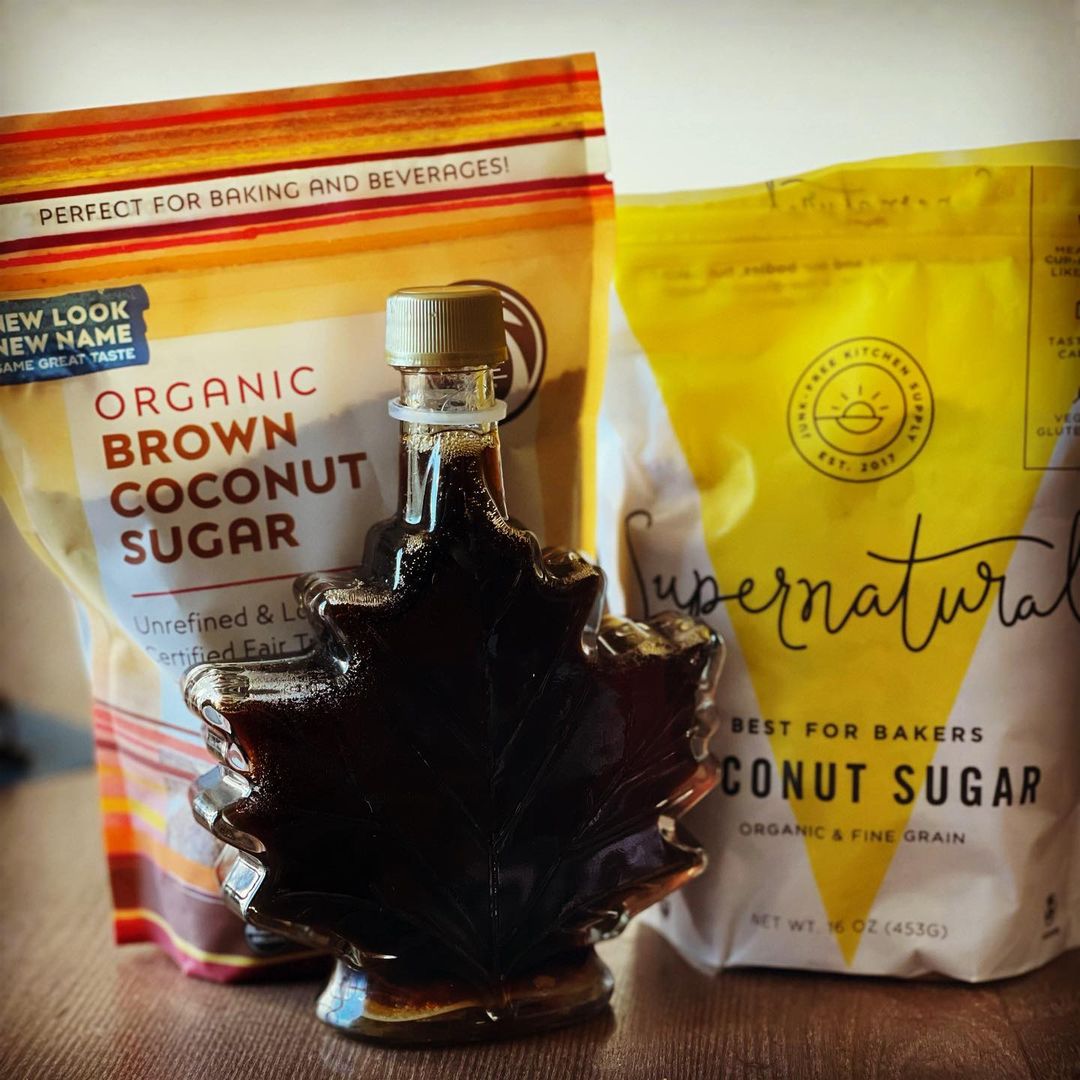 PERFECT FOR BAKING AND BEVERAGES!
NEW LOOK
NEW NAME
SAME GREAT TASTE
ORGANIC
BROWN
COCONUT
SUGAR
Unrefined &
Certified Fair
JUNK-FREE KITCHEN SUPPLY
EST. 2017
Supernatural
BEST FOR BAKERS
CONUT SUGAR
ORGANIC & FINE GRAIN
NET WT. 16 OZ (453G)